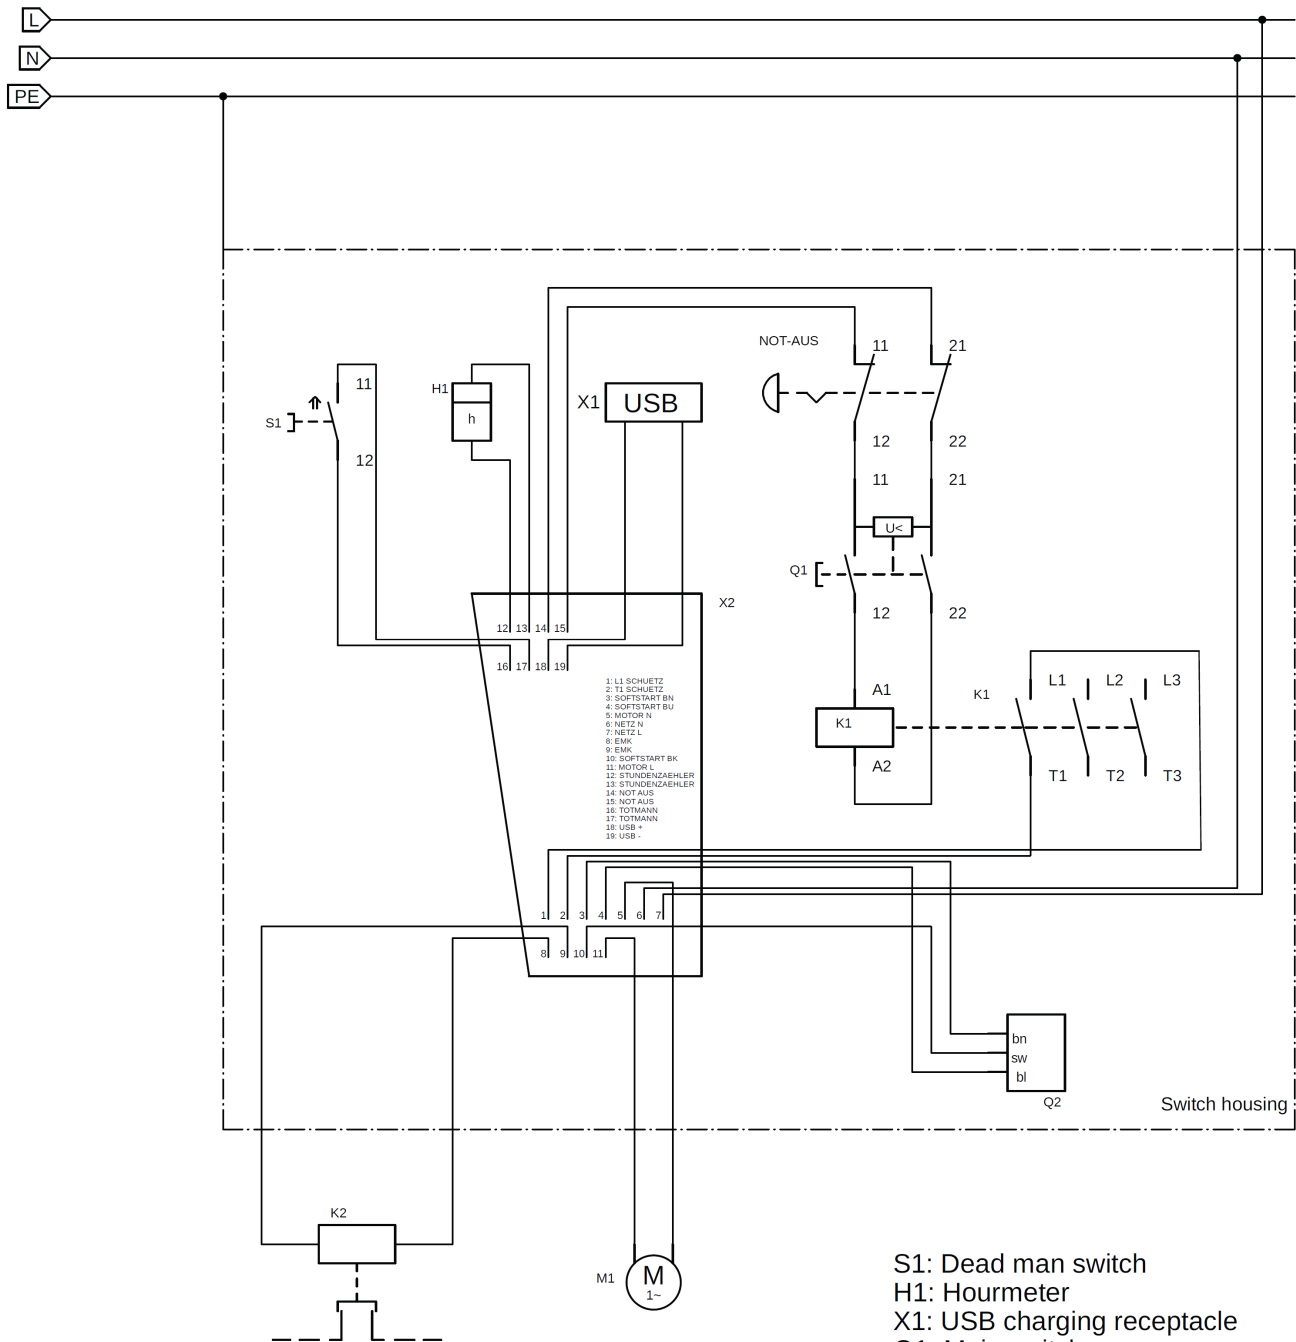 L
N
PE
NOT-AUS
11
21
11
H1
X1
USB
h
S1
12
12
22
11
21
U<
Q1
X2
12
22
12 13 14 15
16 17 18 19
1: L1 SCHUETZ
2: T1 SCHUETZ
3: SOFTSTART BN
4: SOFTSTART BU
5: MOTOR N
6: NETZ N
7: NETZ L
8: EMK
9: EMK
10: SOFTSTART BK
11: MOTOR L
12: STUNDENZAEHLER
13: STUNDENZAEHLER
14: NOT AUS
15: NOT AUS
16: TOTMANN
17: TOTMANN
18: USB +
19: USB -
A1
K1
A2
K1
L1
L2
L3
T1
T2
T3
1 2 3 4 5 6 7
8 9 10 11
bn
sw
bl
Q2
Switch housing
K2
M1
M
1~
S1: Dead man switch
H1: Hourmeter
X1: USB charging receptacle